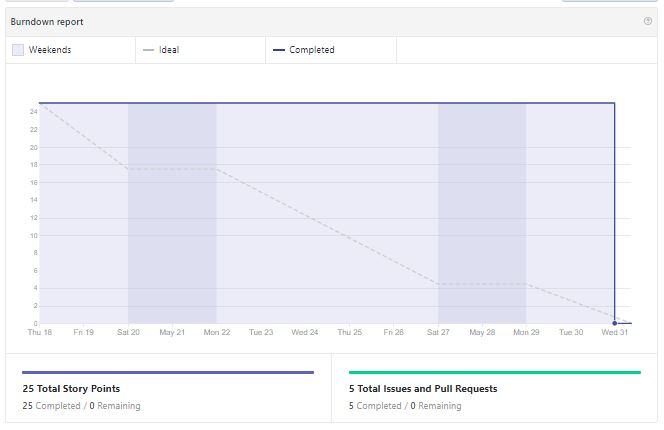 Burndown report
Weekends
Ideal
Completed
24
22
20
18
16
14
12
10
8
6
4
2
0
Thu 18 Fri 19 Sat 20 May 21 Mon 22 Tue 23 Wed 24 Thu 25 Fri 26 Sat 27 May 28 Mon 29 Tue 30 Wed 31
25 Total Story Points
25 Completed / 0 Remaining
5 Total Issues and Pull Requests
5 Completed / 0 Remaining